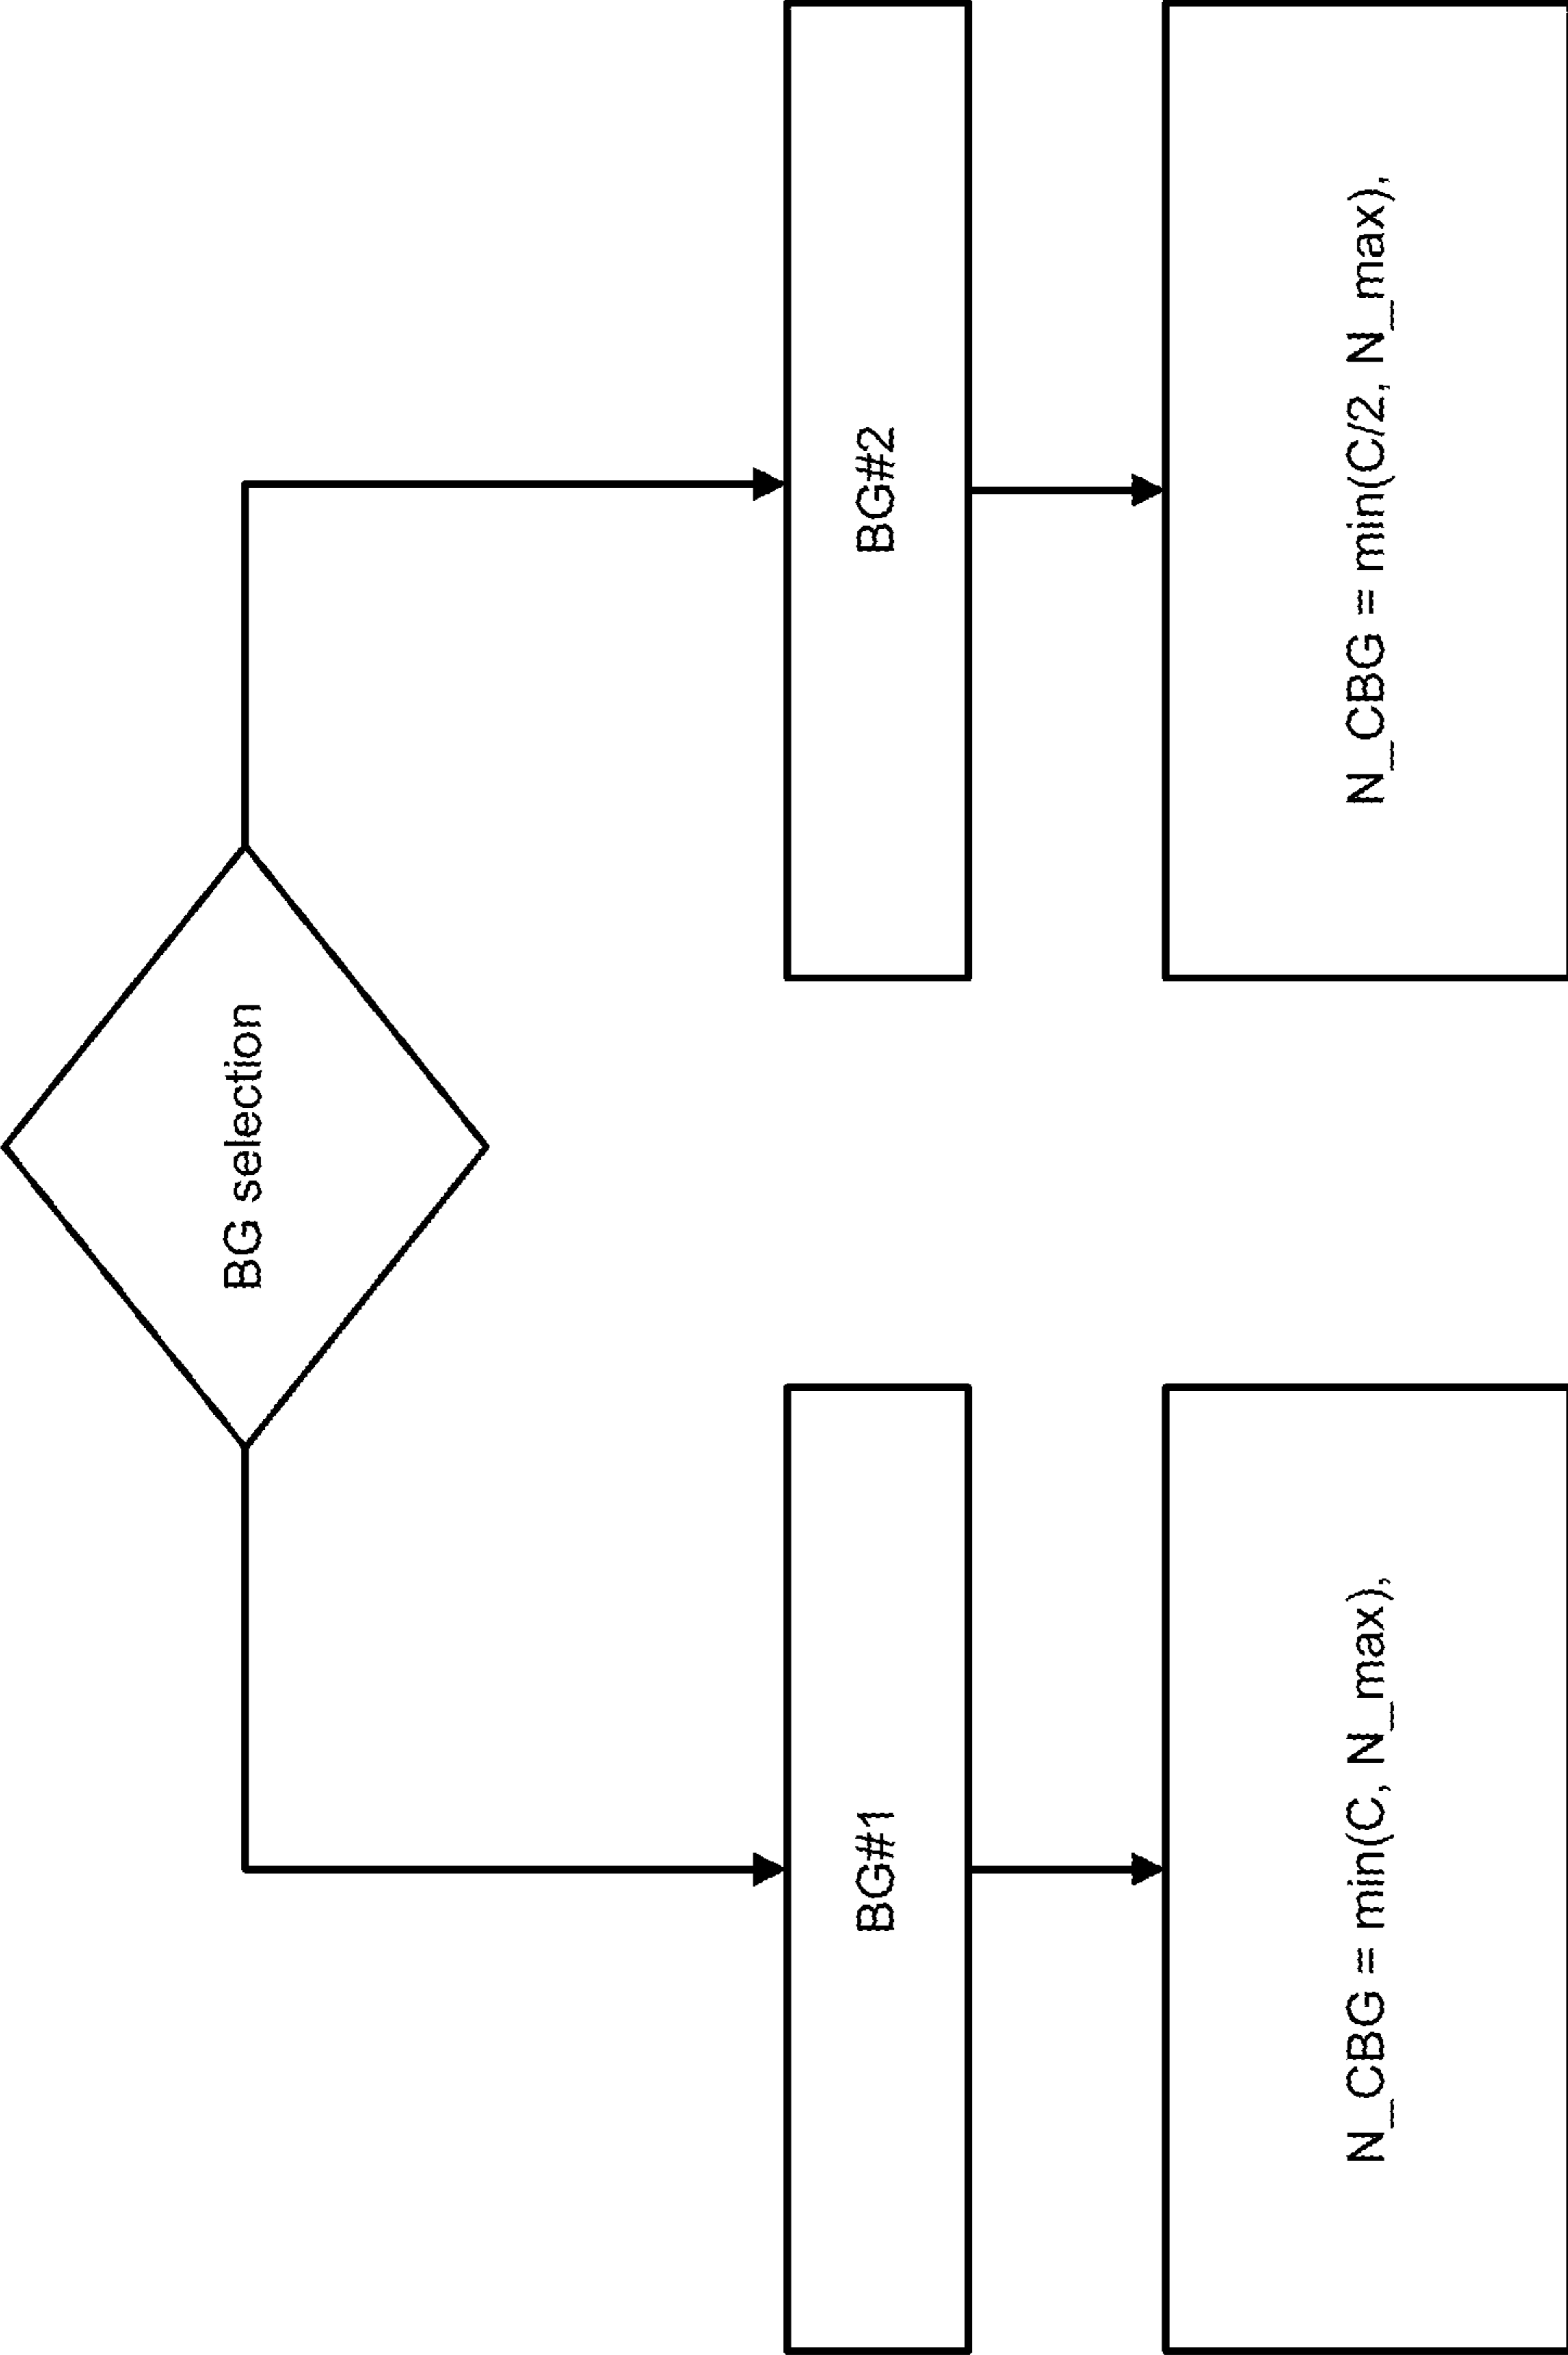 BG selection
BG#1
BG#2
N_CBG = min(C, N_max),
N_CBG = min(C/2, N_max),